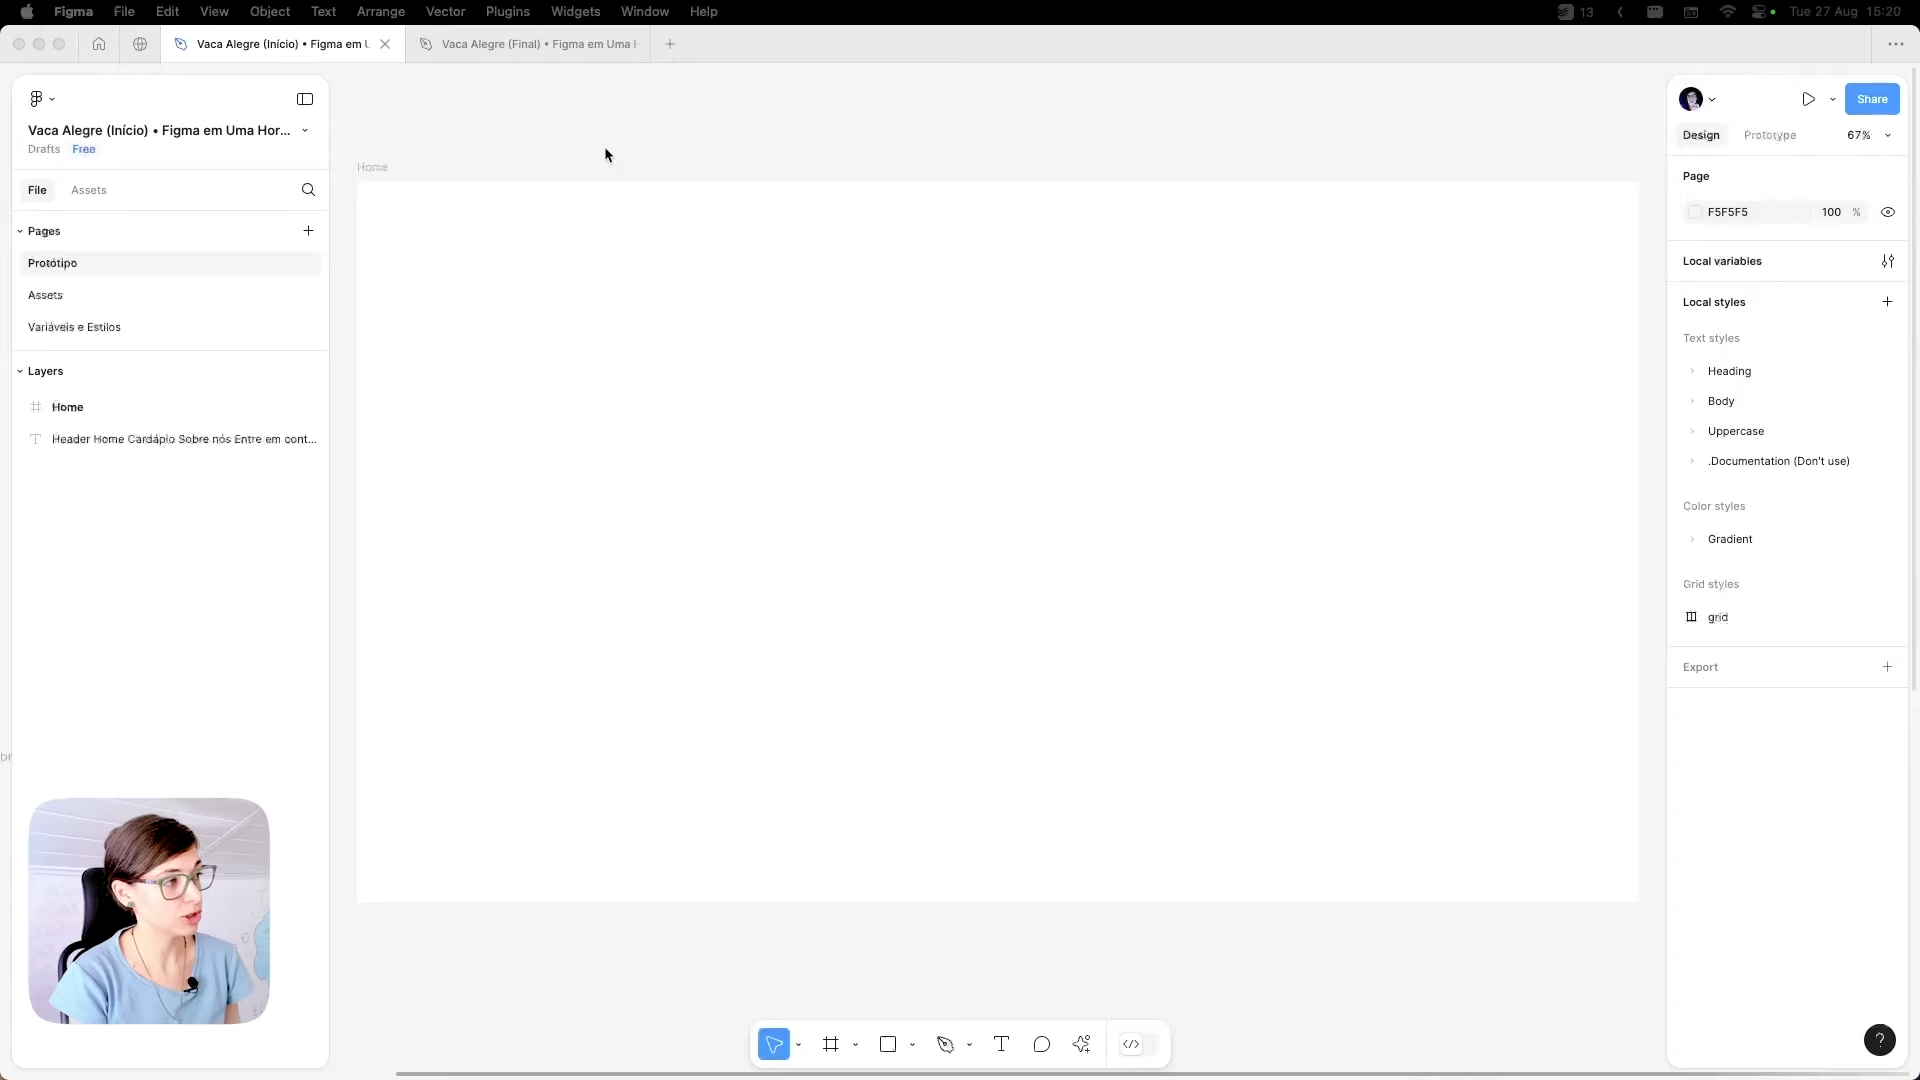 Figma File Edit View Object Text Arrange Vector Plugins Widgets Window Help 13 Tue 27 Aug 15:20
Vaca Alegre (Início) • Figma em U
Vaca Alegre (Final) • Figma em Uma H
Vaca Alegre (Início) • Figma em Uma Hor...
Drafts Free
File Assets
Pages
Protótipo
Assets
Variáveis e Estilos
Layers
Home
Header Home Cardápio Sobre nós Entre em cont...
Home
Share
Design Prototype 67%
Page
F5F5F5 100 %
Local variables
Local styles
Text styles
Heading
Body
Uppercase
.Documentation (Don't use)
Color styles
Gradient
Grid styles
grid
Export
?